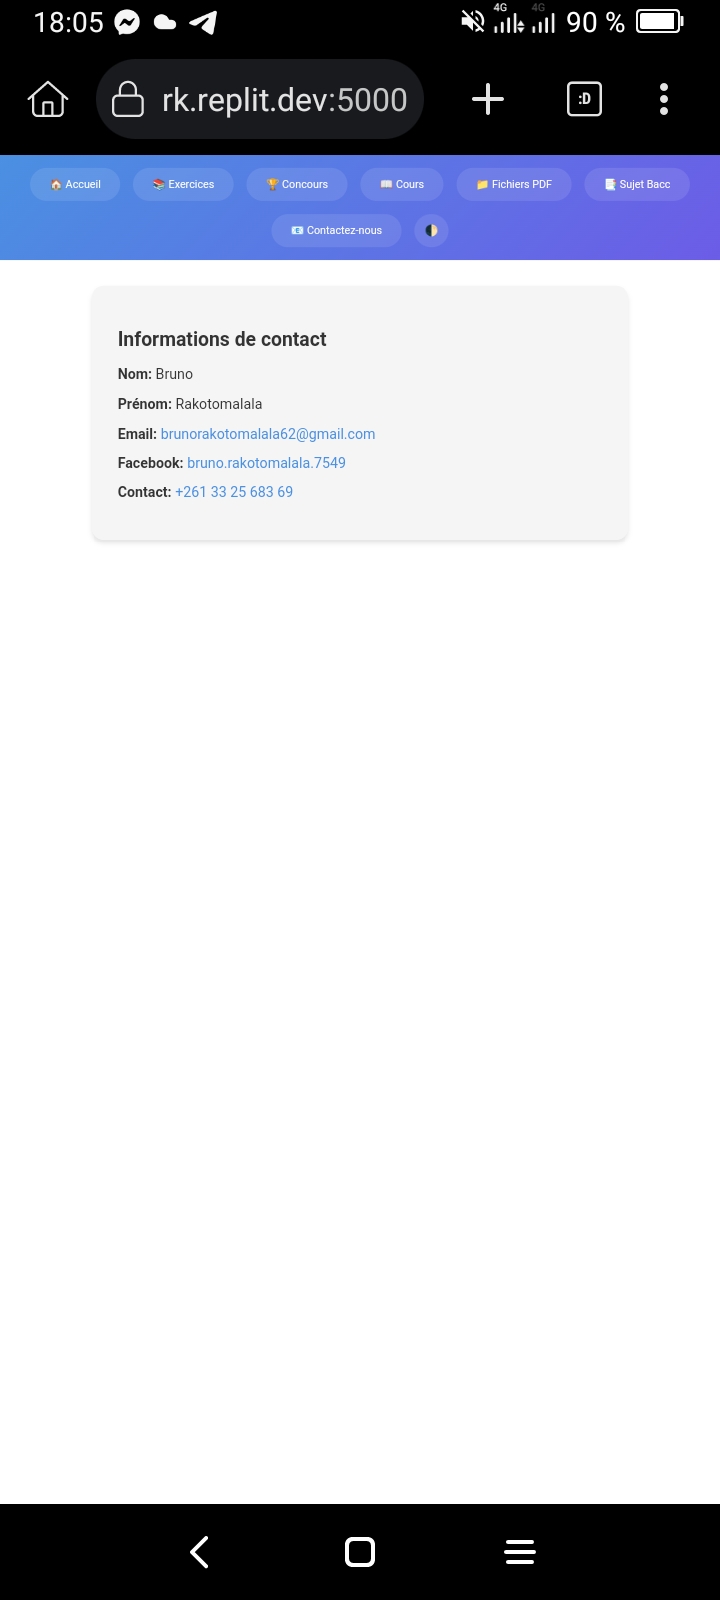 18:05
4G 4G 90 %
rk.replit.dev:5000 :D
🏠 Accueil 📚 Exercices 🏆 Concours 📖 Cours 📁 Fichiers PDF 📑 Sujet Bacc
📧 Contactez-nous 🌓
Informations de contact
Nom: Bruno
Prénom: Rakotomalala
Email: brunorakotomalala62@gmail.com
Facebook: bruno.rakotomalala.7549
Contact: +261 33 25 683 69